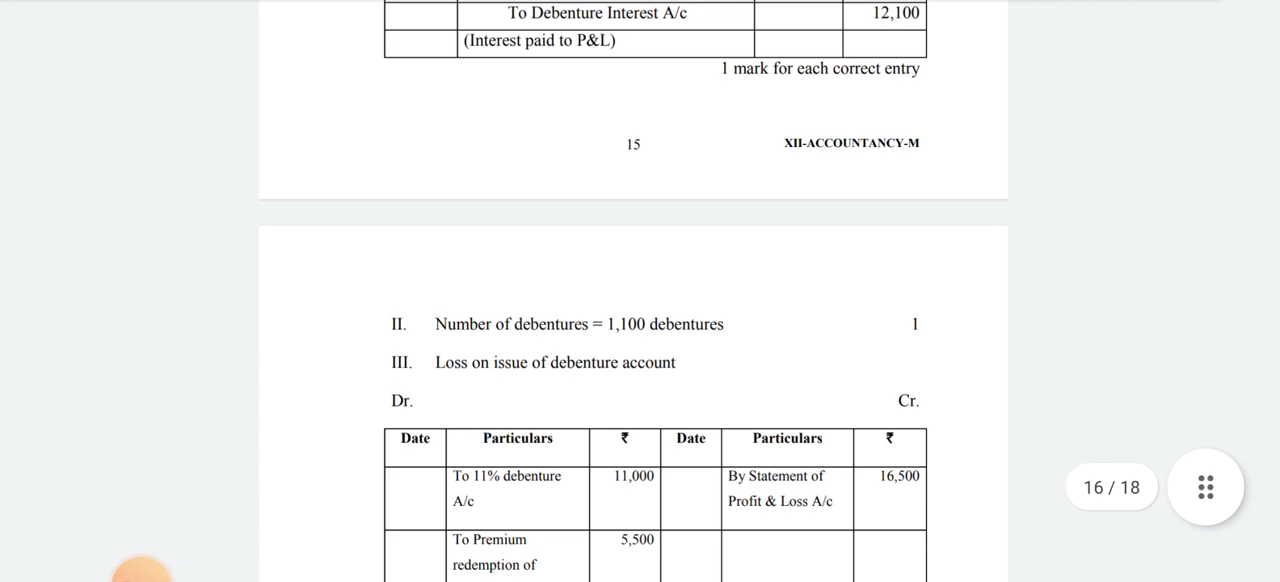 To Debenture Interest A/c 12,100
(Interest paid to P&L)
1 mark for each correct entry
15 XII-ACCOUNTANCY-M
II. Number of debentures = 1,100 debentures 1
III. Loss on issue of debenture account
Dr. Cr.
Date Particulars ₹ Date Particulars ₹
To 11% debenture 11,000 By Statement of 16,500
A/c Profit & Loss A/c
To Premium 5,500
redemption of
16 / 18